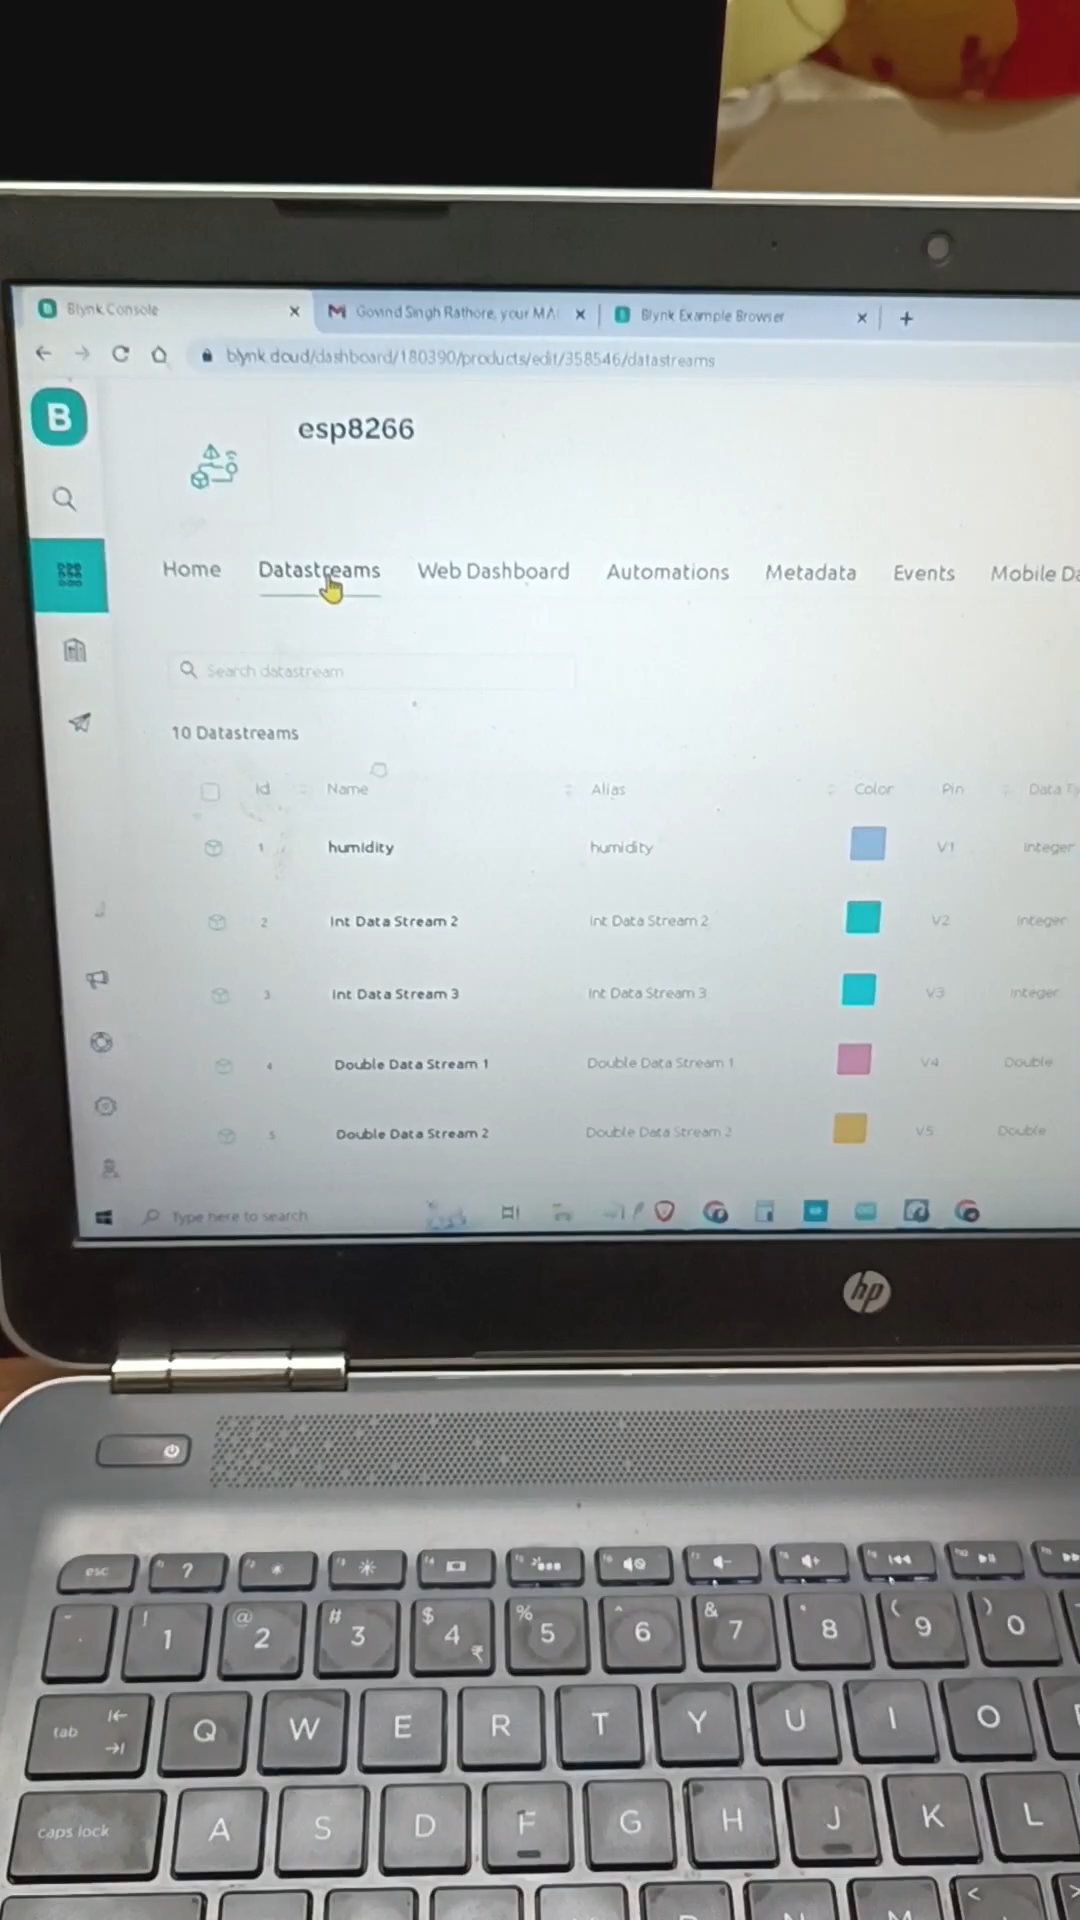 Blynk Console
Govind Singh Rathore, your MA
Blynk Example Browser
blynk.cloud/dashboard/180390/products/edit/358546/datastreams
B
esp8266
Home Datastreams Web Dashboard Automations Metadata Events Mobile Da
Search datastream
10 Datastreams
Id Name Alias Color Pin Data Ty
1 humidity humidity V1 Integer
2 Int Data Stream 2 Int Data Stream 2 V2 Integer
3 Int Data Stream 3 Int Data Stream 3 V3 Integer
4 Double Data Stream 1 Double Data Stream 1 V4 Double
5 Double Data Stream 2 Double Data Stream 2 V5 Double
Type here to search
hp
esc ?
! 1 @ 2 # 3 $ 4 ₹ % 5 ^ 6 & 7 * 8 ( 9 ) 0
tab Q W E R T Y U I O
caps lock A S D F G H J K L
< >